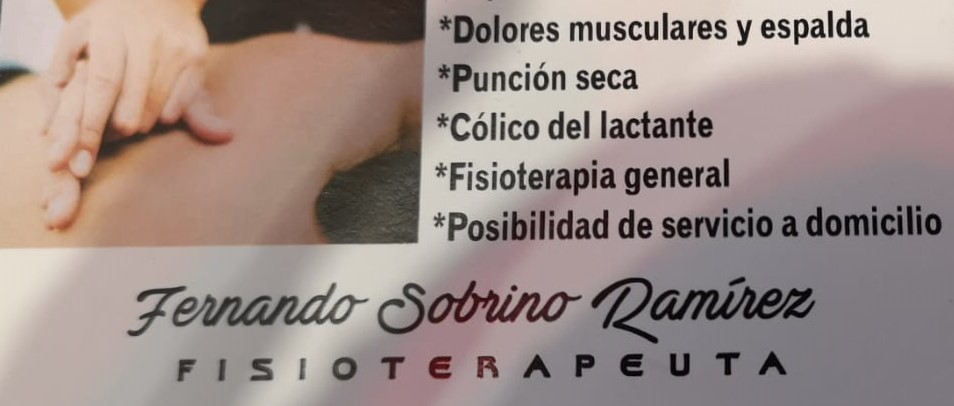 *Dolores musculares y espalda
*Punción seca
*Cólico del lactante
*Fisioterapia general
*Posibilidad de servicio a domicilio
Fernando Sobrino Ramírez
FISIOTERAPEUTA